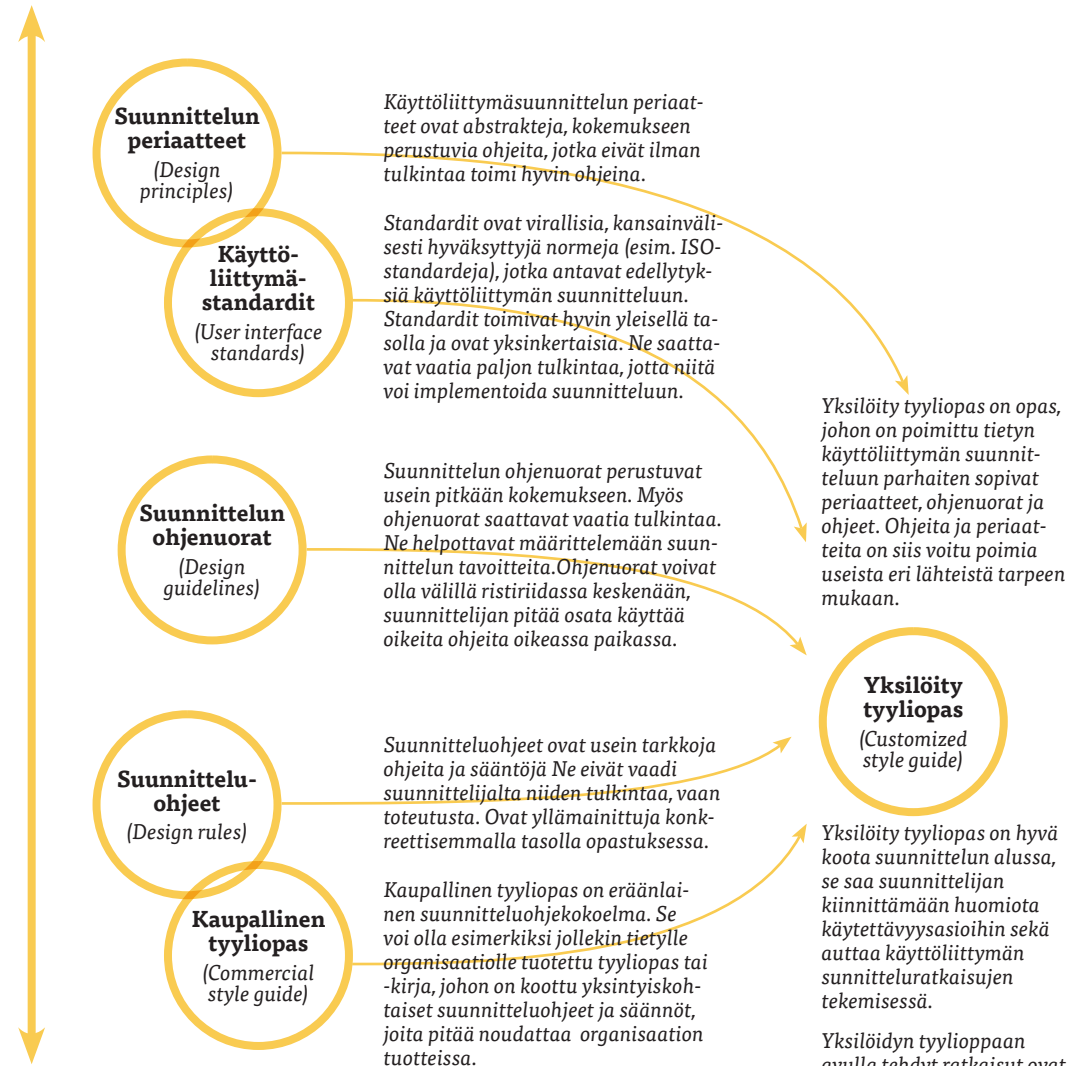 Suunnittelun
periaatteet
(Design
principles)
Käyttöliittymäsuunnittelun periaat-
teet ovat abstrakteja, kokemukseen
perustuvia ohjeita, jotka eivät ilman
tulkintaa toimi hyvin ohjeina.
Käyttö-
liittymä-
standardit
(User interface
standards)
Standardit ovat virallisia, kansainväli-
sesti hyväksyttyjä normeja (esim. ISO-
standardeja), jotka antavat edellytyk-
siä käyttöliittymän suunnitteluun.
Standardit toimivat hyvin yleisellä ta-
solla ja ovat yksinkertaisia. Ne saatta-
vat vaatia paljon tulkintaa, jotta niitä
voi implementoida suunnitteluun.
Suunnittelun
ohjenuorat
(Design
guidelines)
Suunnittelun ohjenuorat perustuvat
usein pitkään kokemukseen. Myös
ohjenuorat saattavat vaatia tulkintaa.
Ne helpottavat määrittelemään suun-
nittelun tavoitteita.Ohjenuorat voivat
olla välillä ristiriidassa keskenään,
suunnittelijan pitää osata käyttää
oikeita ohjeita oikeassa paikassa.
Suunnittelu-
ohjeet
(Design rules)
Suunnitteluohjeet ovat usein tarkkoja
ohjeita ja sääntöjä Ne eivät vaadi
suunnittelijalta niiden tulkintaa, vaan
toteutusta. Ovat yllämainittuja konk-
reettisemmalla tasolla opastuksessa.
Kaupallinen
tyyliopas
(Commercial
style guide)
Kaupallinen tyyliopas on eräänlai-
nen suunnitteluohjekokoelma. Se
voi olla esimerkiksi jollekin tietylle
organisaatiolle tuotettu tyyliopas tai
-kirja, johon on koottu yksintyiskoh-
taiset suunnitteluohjeet ja säännöt,
joita pitää noudattaa organisaation
tuotteissa.
Yksilöity tyyliopas on opas,
johon on poimittu tietyn
käyttöliittymän suunnit-
teluun parhaiten sopivat
periaatteet, ohjenuorat ja
ohjeet. Ohjeita ja periaat-
teita on siis voitu poimia
useista eri lähteistä tarpeen
mukaan.
Yksilöity
tyyliopas
(Customized
style guide)
Yksilöity tyyliopas on hyvä
koota suunnittelun alussa,
se saa suunnittelijan
kiinnittämään huomiota
käytettävyysasioihin sekä
auttaa käyttöliittymän
sunnitteluratkaisujen
tekemisessä.
Yksilöidyn tyylioppaan
avulla tehdyt ratkaisut ovat